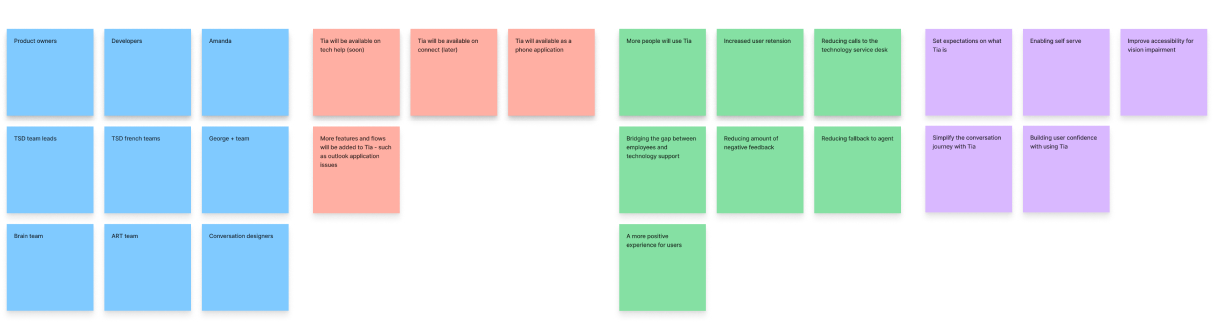 Product owners
Developers
Amanda
TSD team leads
TSD french teams
George + team
Brain team
ART team
Conversation designers
Tia will be available on
tech help (soon)
Tia will be available on
connect (later)
Tia will available as a
phone application
More features and flows
will be added to Tia - such
as outlook application
issues
More people will use Tia
Increased user retension
Reducing calls to the
technology service desk
Bridging the gap between
employees and
technology support
Reducing amount of
negative feedback
Reducing fallback to agent
A more positive
experience for users
Set expectations on what
Tia is
Enabling self serve
Improve accessibility for
vision impairment
Simplify the conversation
journey with Tia
Building user confidence
with using Tia